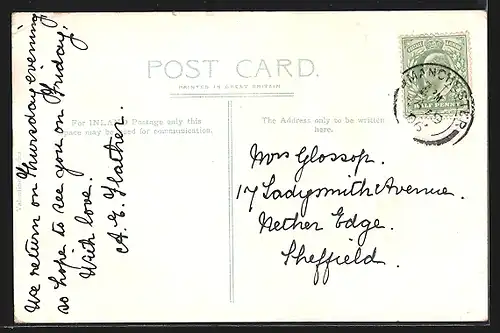 POST CARD.
PRINTED IN GREAT BRITAIN
For INLAND Postage only this
space may be used for communication.
The Address only to be written
here.
We return on Thursday evening
so hope to see you on Friday.
With love.
A. E. Flather.
Mrs Glossop.
17 Ladysmith Avenue.
Nether Edge.
Sheffield.
MANCHESTER
HALF PENNY